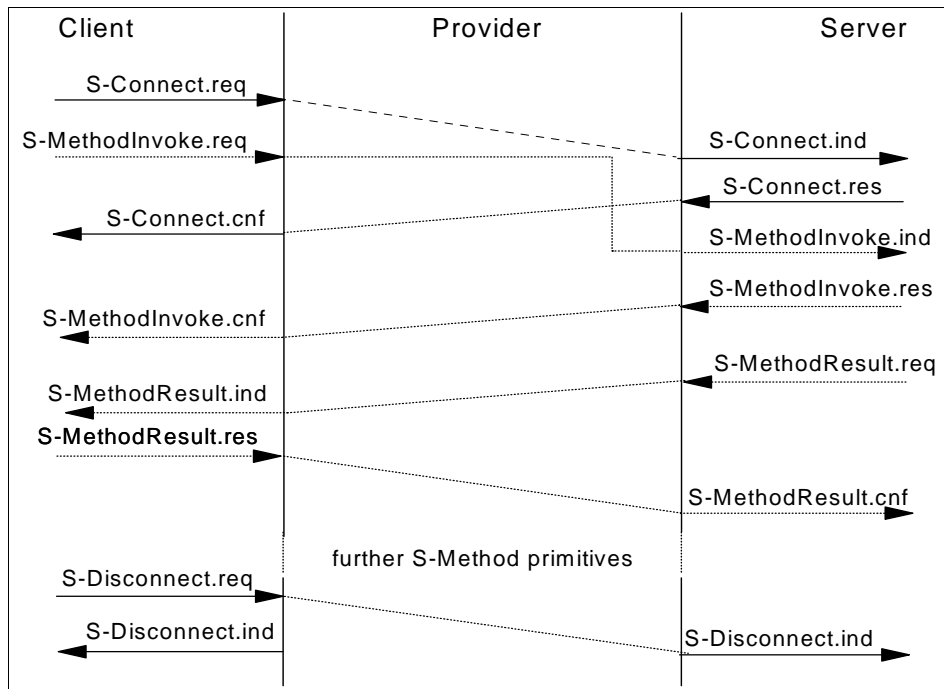 Client Provider Server
S-Connect.req
S-MethodInvoke.req
S-Connect.ind
S-Connect.res
S-Connect.cnf
S-MethodInvoke.ind
S-MethodInvoke.res
S-MethodInvoke.cnf
S-MethodResult.req
S-MethodResult.ind
S-MethodResult.res
S-MethodResult.cnf
further S-Method primitives
S-Disconnect.req
S-Disconnect.ind
S-Disconnect.ind